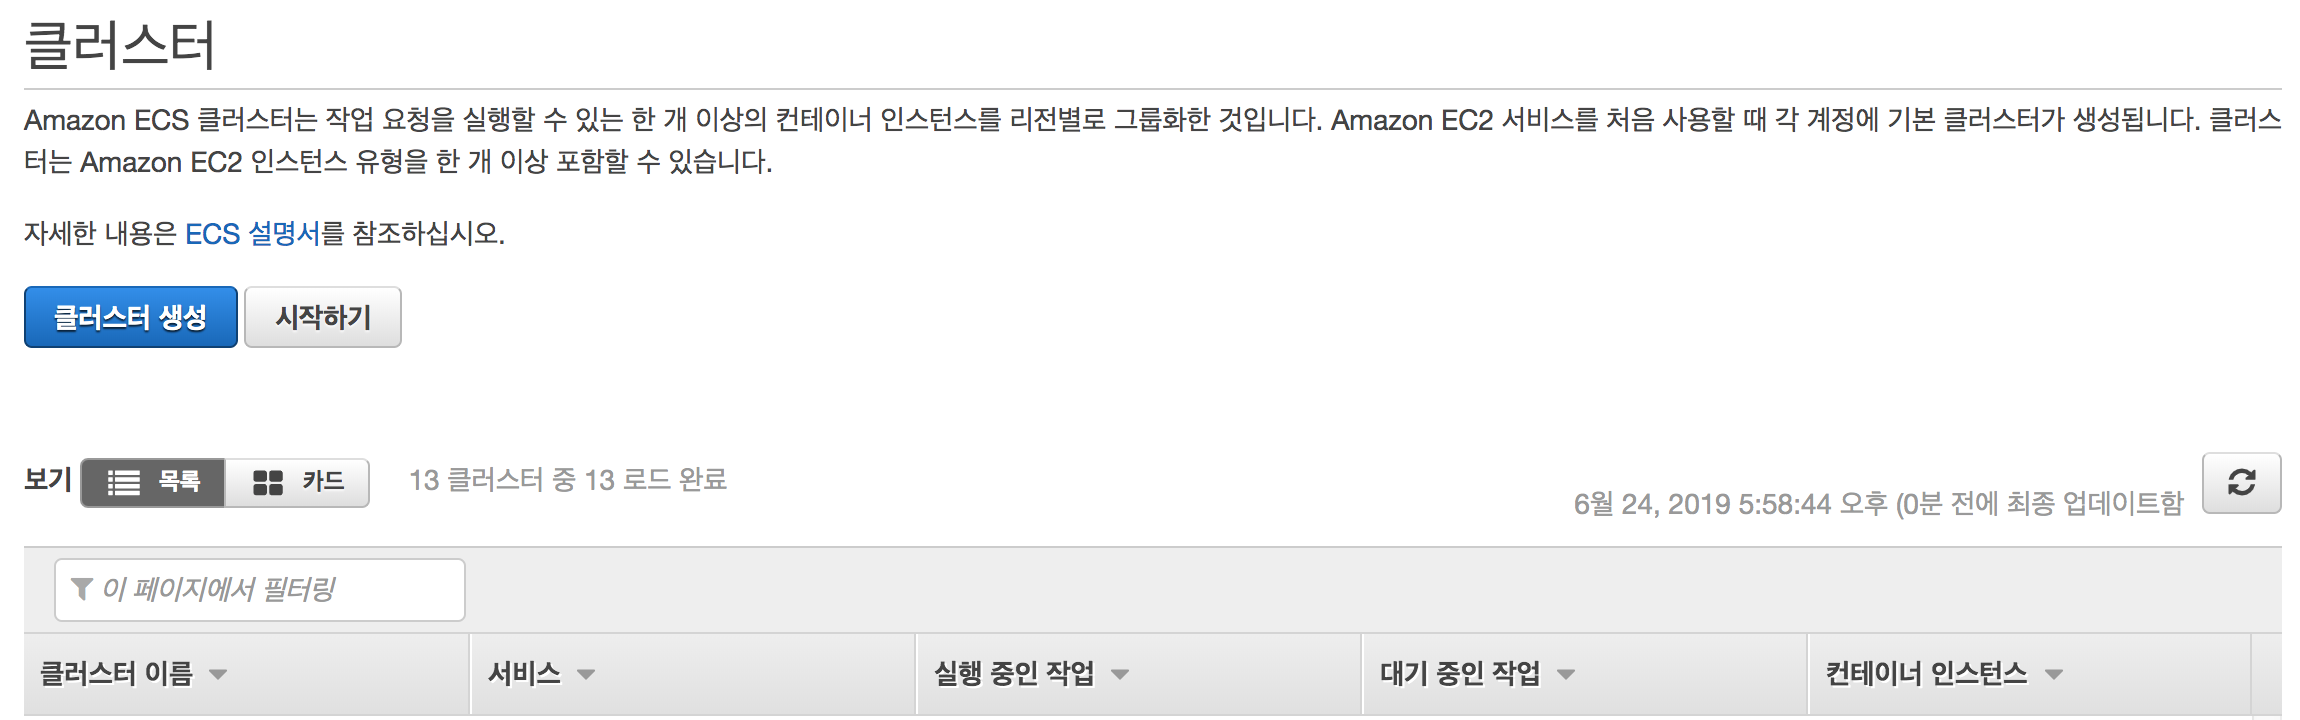 클러스터
Amazon ECS 클러스터는 작업 요청을 실행할 수 있는 한 개 이상의 컨테이너 인스턴스를 리전별로 그룹화한 것입니다. Amazon EC2 서비스를 처음 사용할 때 각 계정에 기본 클러스터가 생성됩니다. 클러스
터는 Amazon EC2 인스턴스 유형을 한 개 이상 포함할 수 있습니다.
자세한 내용은 ECS 설명서를 참조하십시오.
클러스터 생성 시작하기
보기 목록 카드 13 클러스터 중 13 로드 완료
6월 24, 2019 5:58:44 오후 (0분 전에 최종 업데이트함
이 페이지에서 필터링
클러스터 이름 서비스 실행 중인 작업 대기 중인 작업 컨테이너 인스턴스